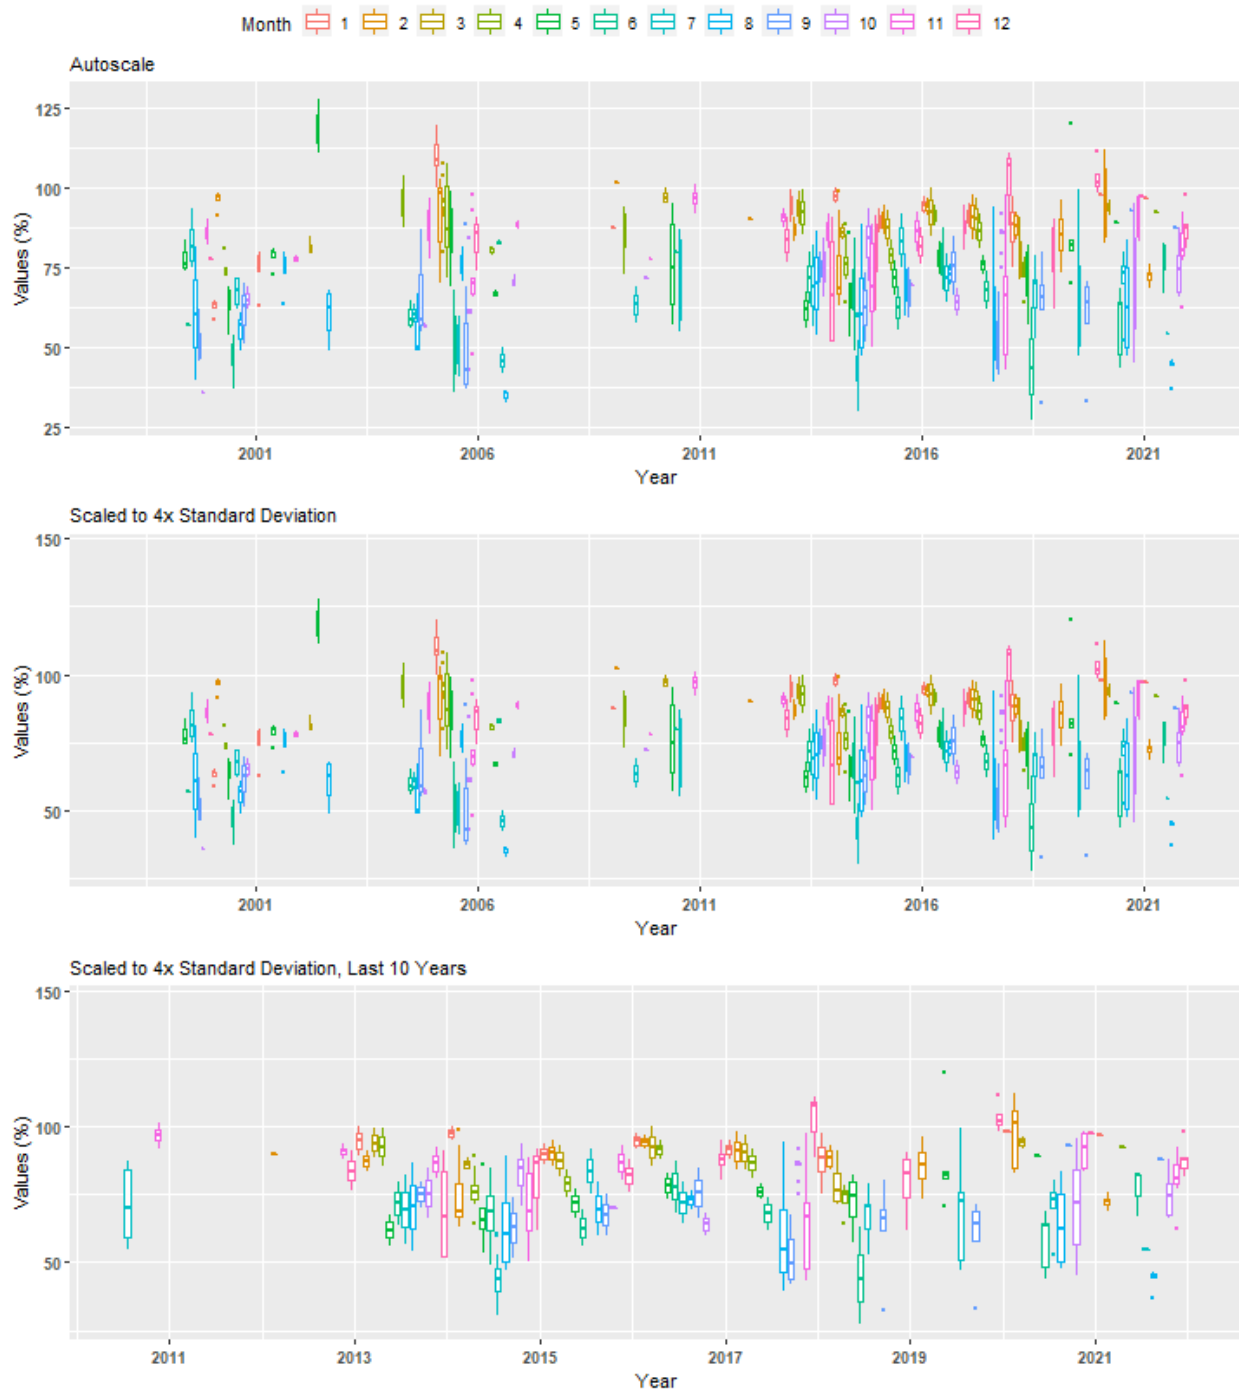 Month 1 2 3 4 5 6 7 8 9 10 11 12
Autoscale
125
100
75
50
25
Values (%)
2001 2006 2011 2016 2021
Year
Scaled to 4x Standard Deviation
150
100
50
Values (%)
2001 2006 2011 2016 2021
Year
Scaled to 4x Standard Deviation, Last 10 Years
150
100
50
Values (%)
2011 2013 2015 2017 2019 2021
Year